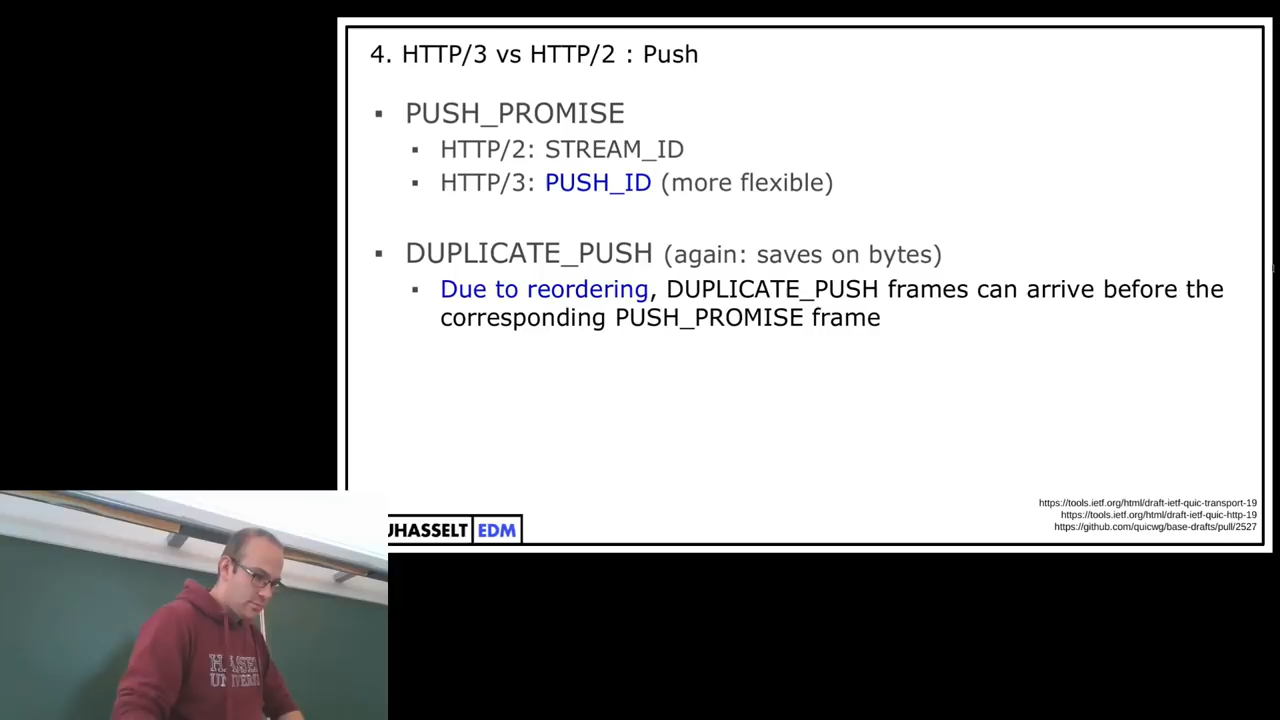 4. HTTP/3 vs HTTP/2 : Push
▪ PUSH_PROMISE
▪ HTTP/2: STREAM_ID
▪ HTTP/3: PUSH_ID (more flexible)
▪ DUPLICATE_PUSH (again: saves on bytes)
▪ Due to reordering, DUPLICATE_PUSH frames can arrive before the
corresponding PUSH_PROMISE frame
https://tools.ietf.org/html/draft-ietf-quic-transport-19
https://tools.ietf.org/html/draft-ietf-quic-http-19
https://github.com/quicwg/base-drafts/pull/2527
UHASSELT EDM